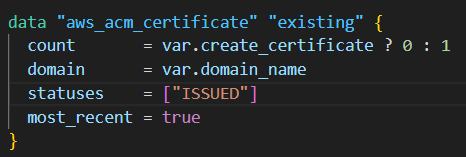 data "aws_acm_certificate" "existing" {
  count       = var.create_certificate ? 0 : 1
  domain      = var.domain_name
  statuses    = ["ISSUED"]
  most_recent = true
}